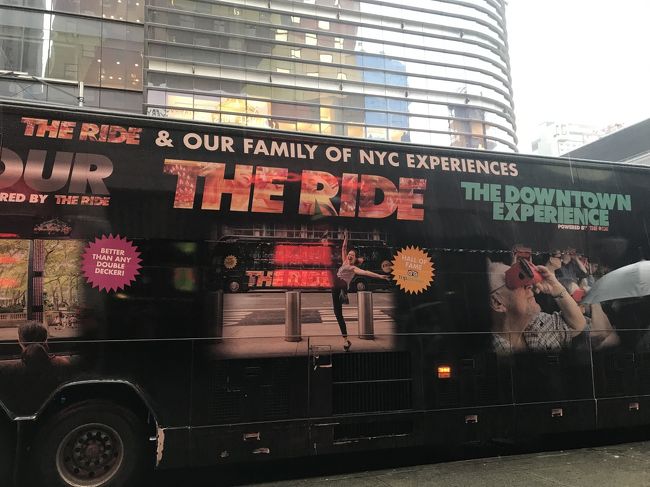 THE RIDE & OUR FAMILY OF NYC EXPERIENCES
OUR
RED BY THE RIDE
THE RIDE
THE DOWNTOWN
EXPERIENCE
POWERED BY THE RIDE
BETTER
THAN ANY
DOUBLE
DECKER!
THE RIDE
HALL OF
FAME